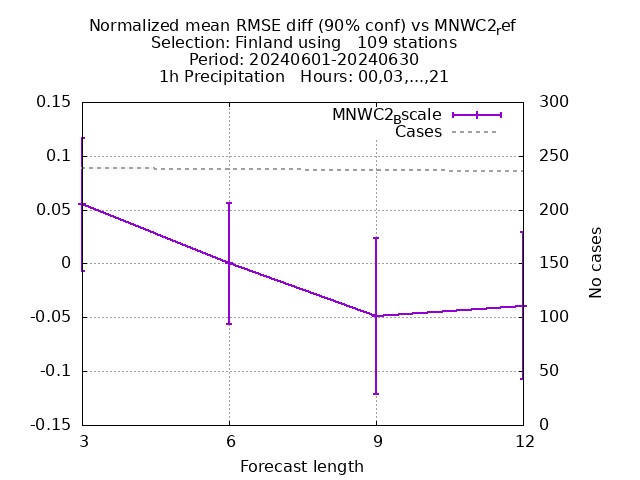 Normalized mean RMSE diff (90% conf) vs MNWC2ref
Selection: Finland using   109 stations
Period: 20240601-20240630
1h Precipitation   Hours: 00,03,...,21
0.15
0.1
0.05
0
-0.05
-0.1
-0.15
MNWC2Bscale
Cases
300
250
200
150
100
50
0
No cases
3
6
9
12
Forecast length